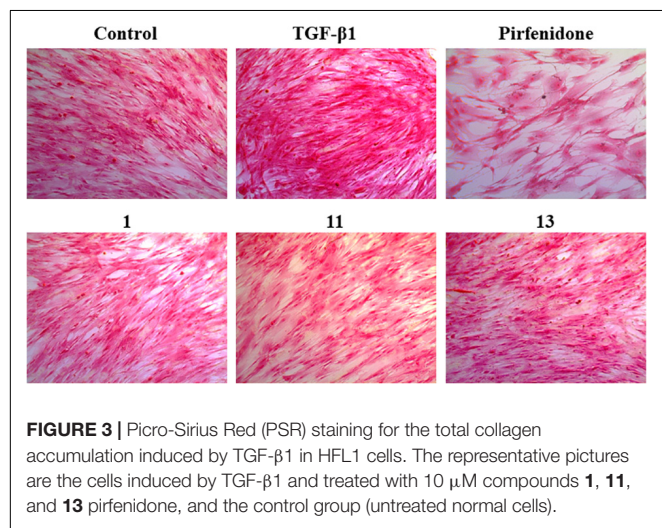 Control TGF-β1 Pirfenidone
1 11 13
FIGURE 3 | Picro-Sirius Red (PSR) staining for the total collagen
accumulation induced by TGF-β1 in HFL1 cells. The representative pictures
are the cells induced by TGF-β1 and treated with 10 μM compounds 1, 11,
and 13 pirfenidone, and the control group (untreated normal cells).